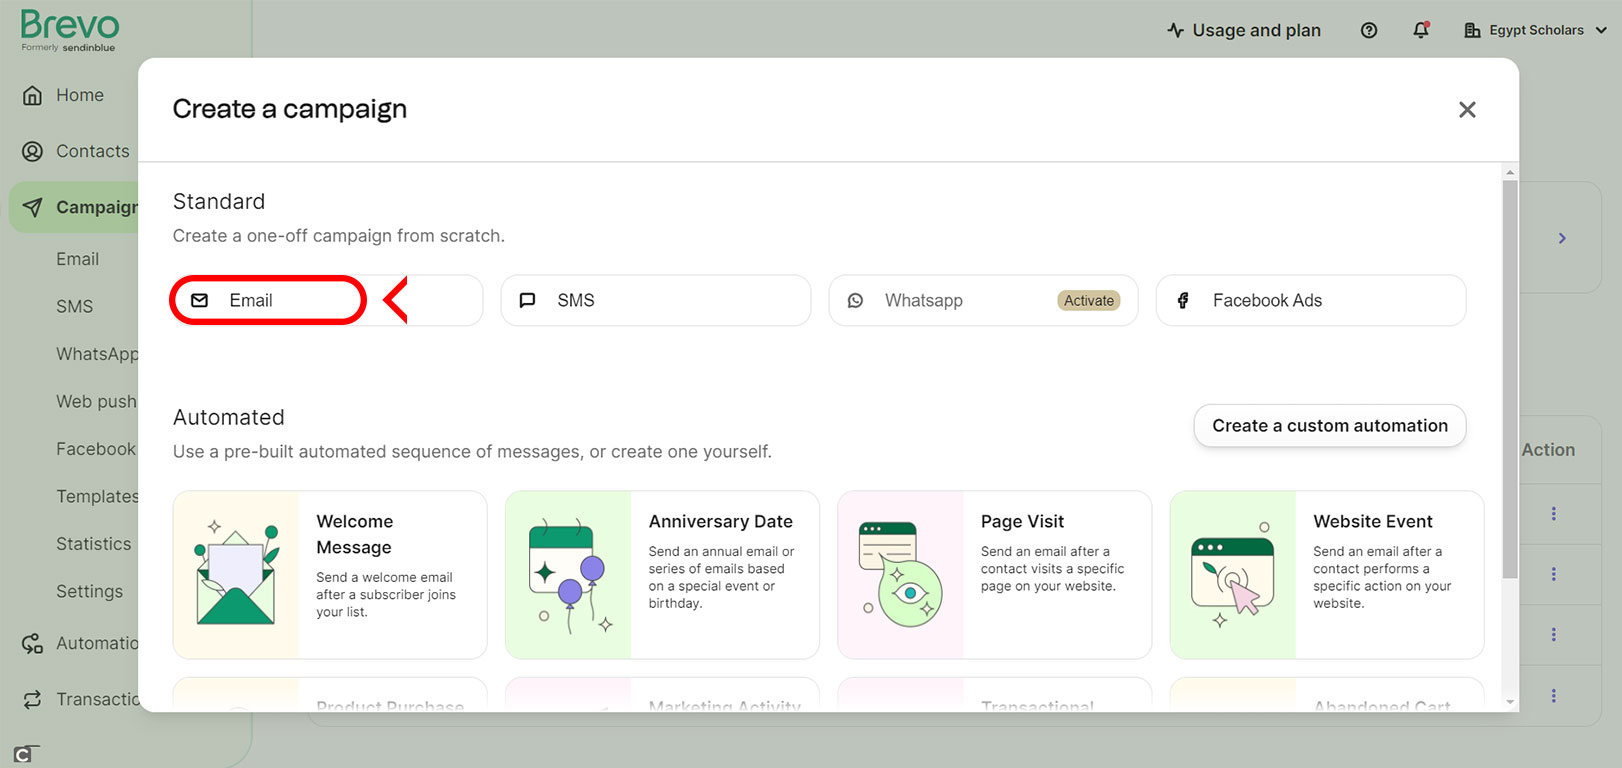 Brevo
Formerly sendinblue
Usage and plan
Egypt Scholars
Home
Contacts
Campaign
Email
SMS
WhatsApp
Web push
Facebook
Templates
Statistics
Settings
Automatio
Transactio
Create a campaign
Standard
Create a one-off campaign from scratch.
Email
SMS
Whatsapp
Activate
Facebook Ads
Automated
Use a pre-built automated sequence of messages, or create one yourself.
Create a custom automation
Welcome
Message
Send a welcome email
after a subscriber joins
your list.
Anniversary Date
Send an annual email or
series of emails based
on a special event or
birthday.
Page Visit
Send an email after a
contact visits a specific
page on your website.
Website Event
Send an email after a
contact performs a
specific action on your
website.
Product Purchase
Marketing Activity
Transactional
Abandoned Cart
Action
C